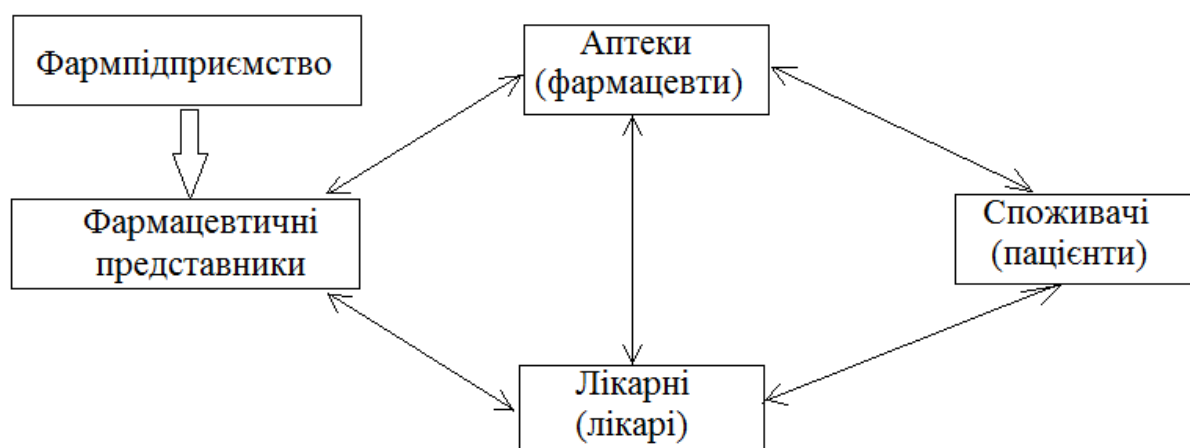 Фармпідприємство
Аптеки
(фармацевти)
Фармацевтичні
представники
Споживачі
(пацієнти)
Лікарні
(лікарі)